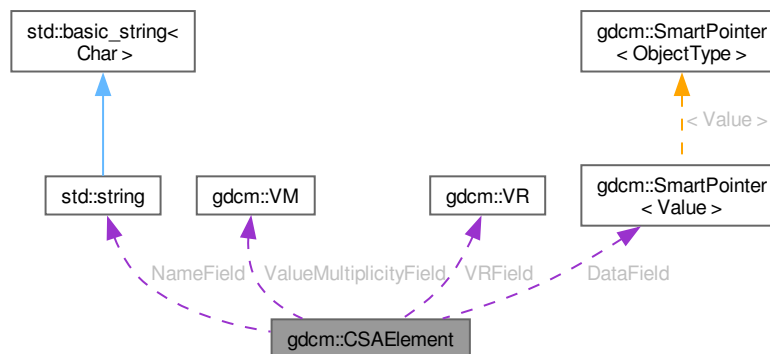 std::basic_string<
Char >
gdcm::SmartPointer
< ObjectType >
< Value >
std::string
gdcm::VM
gdcm::VR
gdcm::SmartPointer
< Value >
NameField
ValueMultiplicityField
VRField
DataField
gdcm::CSAElement